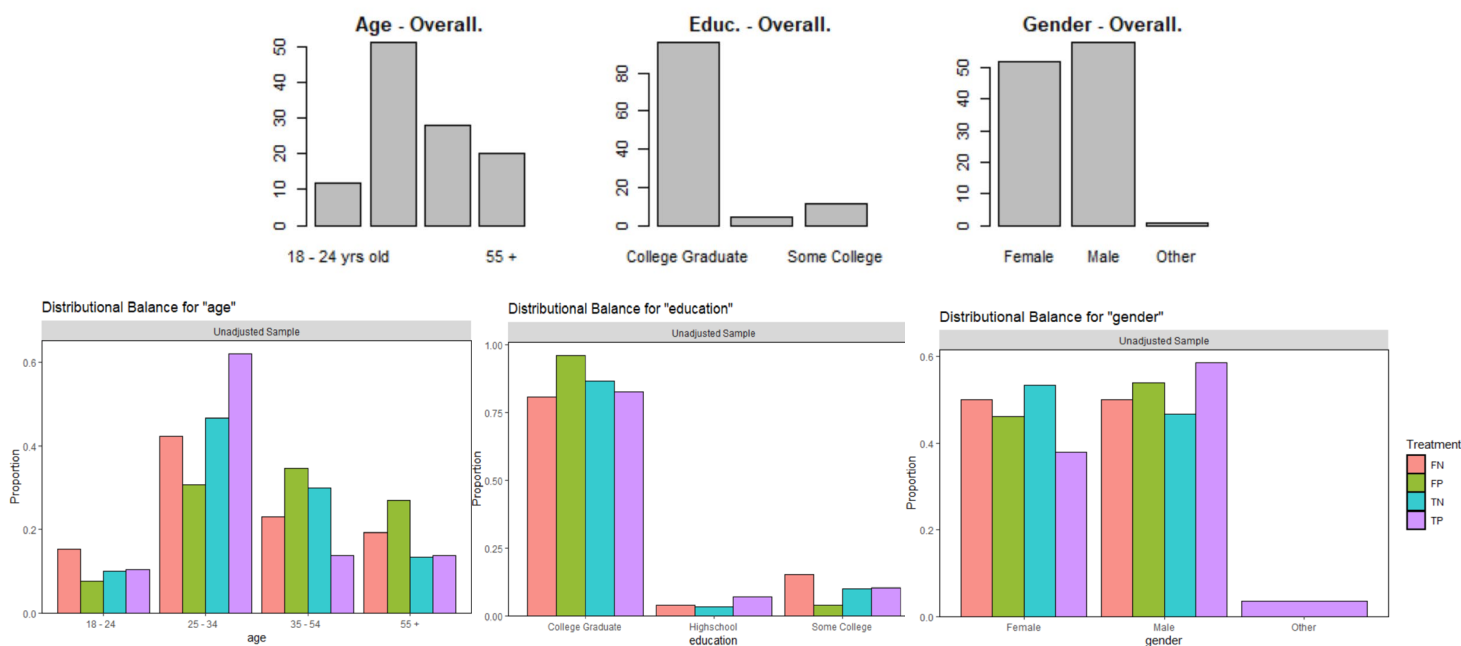 Age - Overall.
50
40
30
20
10
0
18 - 24 yrs old
55 +
Educ. - Overall.
80
60
40
20
0
College Graduate
Some College
Gender - Overall.
50
40
30
20
10
0
Female
Male
Other
Distributional Balance for "age"
Unadjusted Sample
Proportion
0.6
0.4
0.2
0.0
18 - 24
25 - 34
35 - 54
55 +
age
Distributional Balance for "education"
Unadjusted Sample
Proportion
1.00
0.75
0.50
0.25
0.00
College Graduate
Highschool
Some College
education
Distributional Balance for "gender"
Unadjusted Sample
Proportion
0.6
0.4
0.2
0.0
Female
Male
Other
gender
Treatment
FN
FP
TN
TP